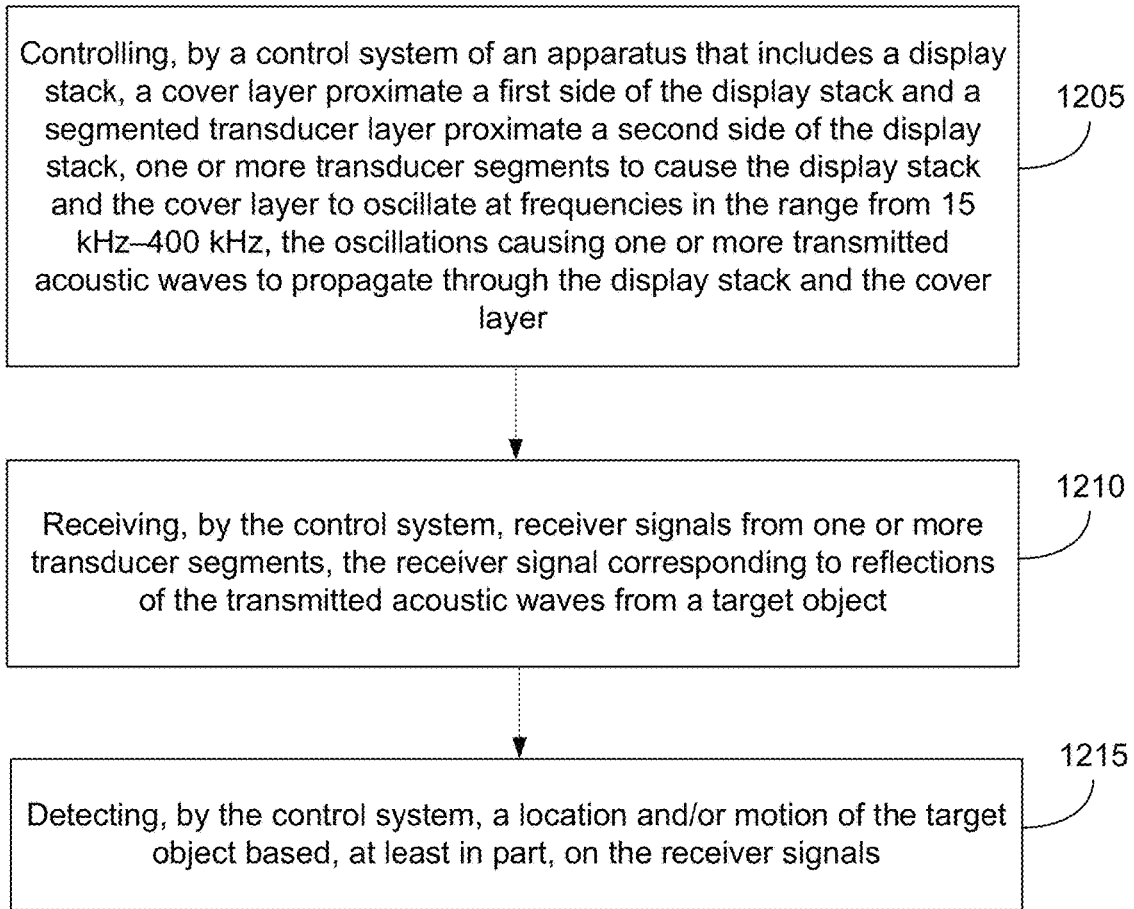 Controlling, by a control system of an apparatus that includes a display
stack, a cover layer proximate a first side of the display stack and a
segmented transducer layer proximate a second side of the display
stack, one or more transducer segments to cause the display stack
and the cover layer to oscillate at frequencies in the range from 15
kHz–400 kHz, the oscillations causing one or more transmitted
acoustic waves to propagate through the display stack and the cover
layer
1205
Receiving, by the control system, receiver signals from one or more
transducer segments, the receiver signal corresponding to reflections
of the transmitted acoustic waves from a target object
1210
Detecting, by the control system, a location and/or motion of the target
object based, at least in part, on the receiver signals
1215